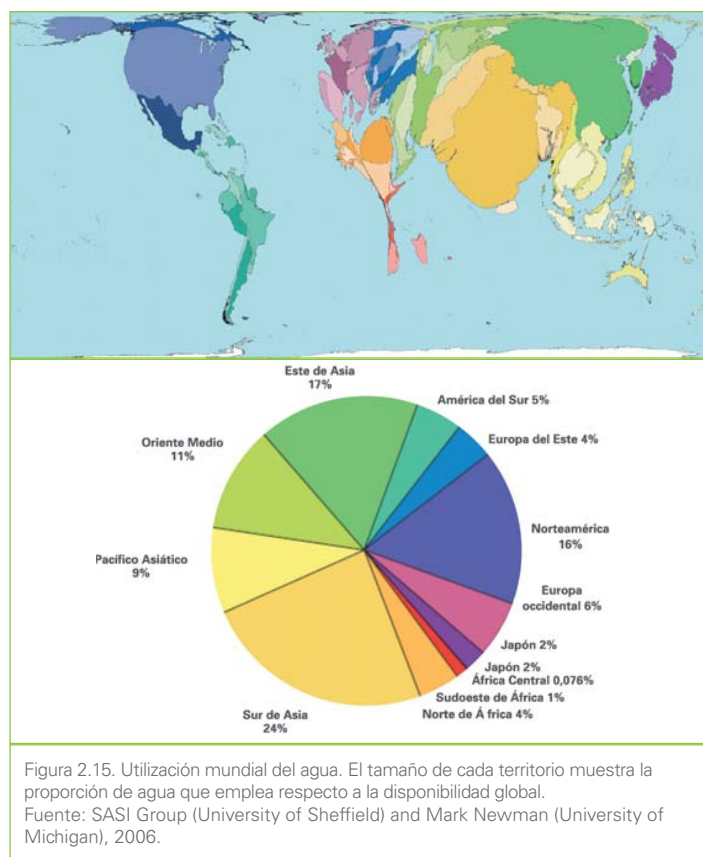 Este de Asia
17%
América del Sur 5%
Europa del Este 4%
Oriente Medio
11%
Norteamérica
16%
Pacífico Asiático
9%
Europa
occidental 6%
Japón 2%
Japón 2%
África Central 0,076%
Sudoeste de África 1%
Norte de Á frica 4%
Sur de Asia
24%
Figura 2.15. Utilización mundial del agua. El tamaño de cada territorio muestra la
proporción de agua que emplea respecto a la disponibilidad global.
Fuente: SASI Group (University of Sheffield) and Mark Newman (University of
Michigan), 2006.